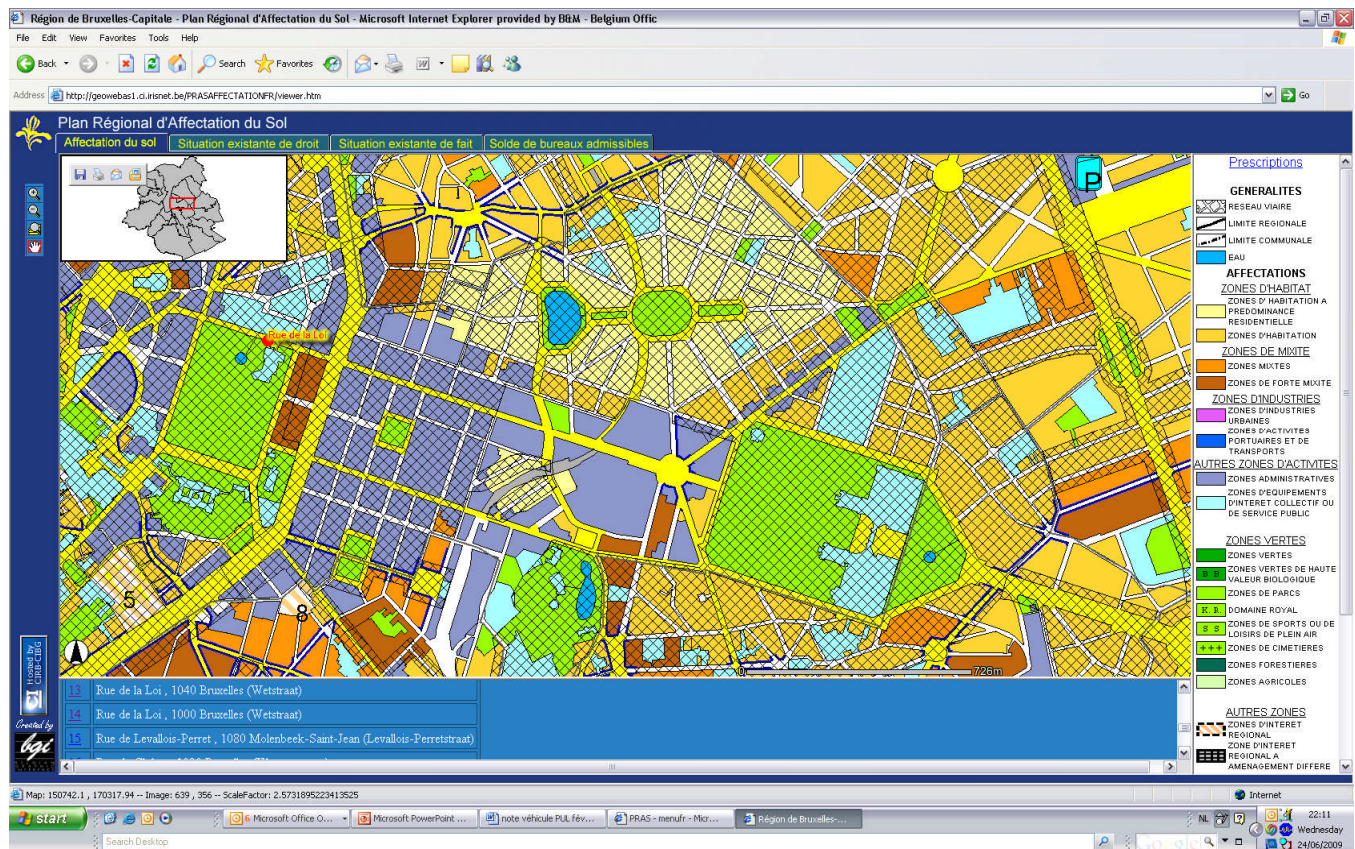 Région de Bruxelles-Capitale - Plan Régional d'Affectation du Sol - Microsoft Internet Explorer provided by B&M - Belgium Offic
File Edit View Favorites Tools Help
Back Search Favorites
Address http://geowebas1.ci.irisnet.be/PRASAFFECTATIONFR/viewer.htm Go
Plan Régional d'Affectation du Sol
Affectation du sol Situation existante de droit Situation existante de fait Solde de bureaux admissibles
P
Rue de la Loi
5
8
0 726m
Prescriptions
GENERALITES
RESEAU VIAIRE
LIMITE REGIONALE
LIMITE COMMUNALE
EAU
AFFECTATIONS
ZONES D'HABITAT
ZONES D' HABITATION A
PREDOMINANCE
RESIDENTIELLE
ZONES D'HABITATION
ZONES DE MIXITE
ZONES MIXTES
ZONES DE FORTE MIXITE
ZONES D'INDUSTRIES
ZONES D'INDUSTRIES
URBAINES
ZONES D'ACTIVITES
PORTUAIRES ET DE
TRANSPORTS
AUTRES ZONES D'ACTIVITES
ZONES ADMINISTRATIVES
ZONES D'EQUIPEMENTS
D'INTERET COLLECTIF OU
DE SERVICE PUBLIC
ZONES VERTES
ZONES VERTES
B B ZONES VERTES DE HAUTE
VALEUR BIOLOGIQUE
ZONES DE PARCS
K. D. DOMAINE ROYAL
S S ZONES DE SPORTS OU DE
LOISIRS DE PLEIN AIR
+++ ZONES DE CIMETIERES
ZONES FORESTIERES
ZONES AGRICOLES
AUTRES ZONES
ZONES D'INTERET
REGIONAL
ZONE D'INTERET
REGIONAL A
AMENAGEMENT DIFFERE
Hosted by
CIRB-CIBG
Created by
bgi
13 Rue de la Loi , 1040 Bruxelles (Wetstraat)
14 Rue de la Loi , 1000 Bruxelles (Wetstraat)
15 Rue de Levallois-Perret , 1080 Molenbeek-Saint-Jean (Levallois-Perretstraat)
Map: 150742.1 , 170317.94 -- Image: 639 , 356 -- ScaleFactor: 2.5731895223413525 Internet
start 6 Microsoft Office O... Microsoft PowerPoint ... note véhicule PUL fév... PRAS - menufr - Micr... Région de Bruxelles-... NL 22:11
Wednesday
Search Desktop Google 24/06/2009